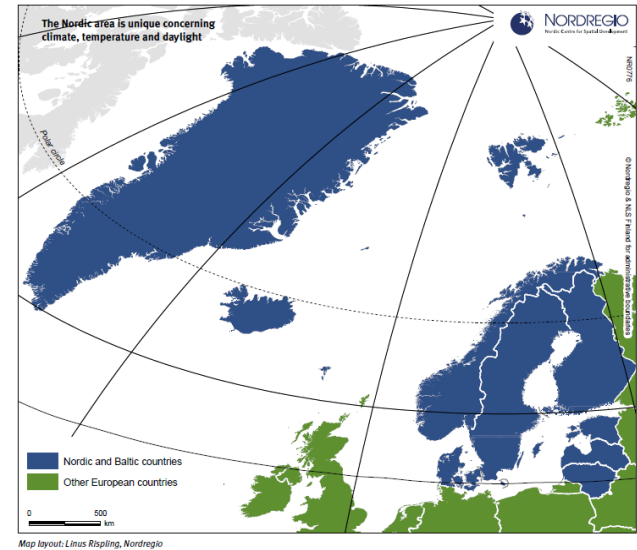 The Nordic area is unique concerning
climate, temperature and daylight
NORDREGIO
Nordic Centre for Spatial Development
NR0776
Polar circle
© Nordregio & NLS Finland for administrative boundaries
Nordic and Baltic countries
Other European countries
0 500
km
Map layout: Linus Rispling, Nordregio